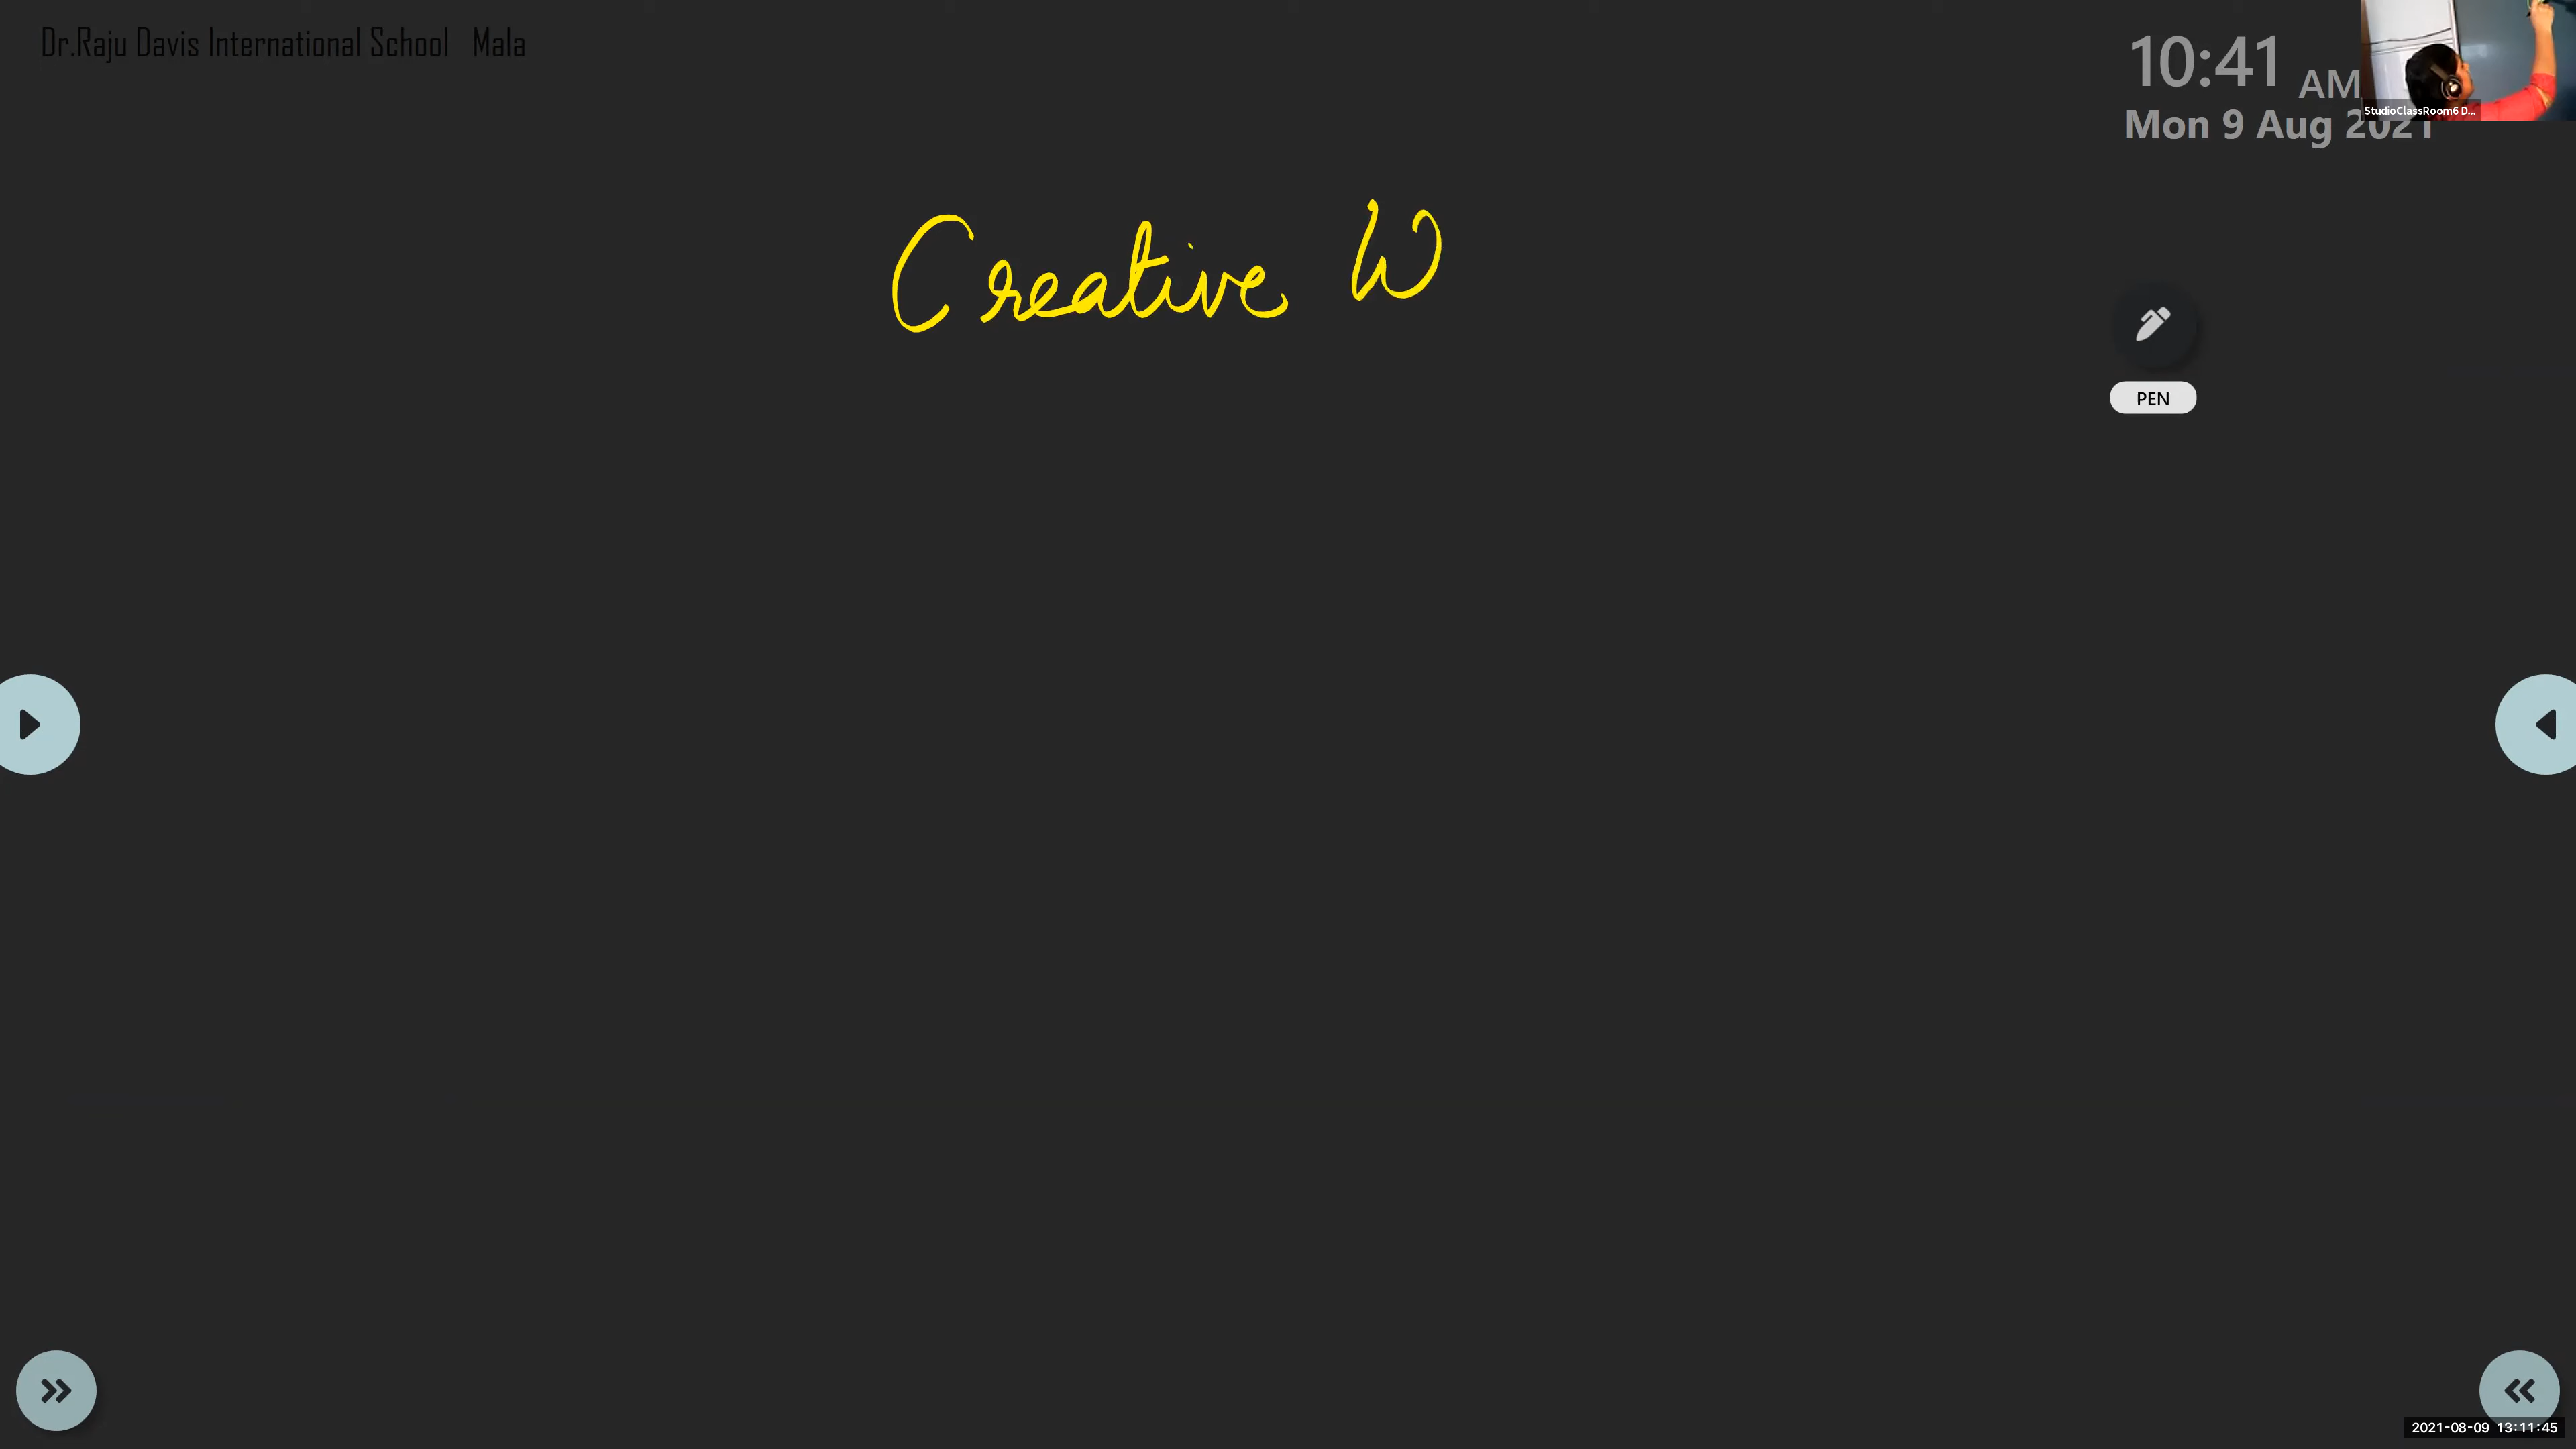 Dr.Raju Davis International School Mala
10:41 AM
StudioClassRoom6 D...
Mon 9 Aug 2021
Creative W
PEN
2021-08-09 13:11:45